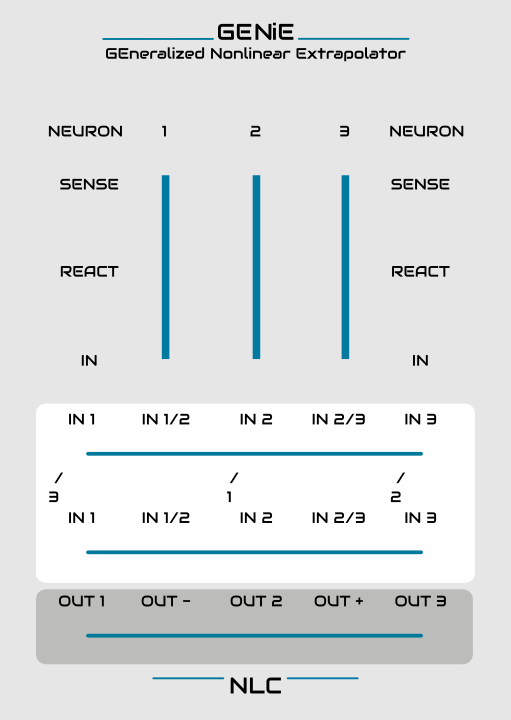 GENiE
GEneralized Nonlinear Extrapolator
NEURON 1 2 3 NEURON
SENSE SENSE
REACT REACT
IN IN
IN 1 IN 1/2 IN 2 IN 2/3 IN 3
/ / /
3 1 2
IN 1 IN 1/2 IN 2 IN 2/3 IN 3
OUT 1 OUT - OUT 2 OUT + OUT 3
NLC